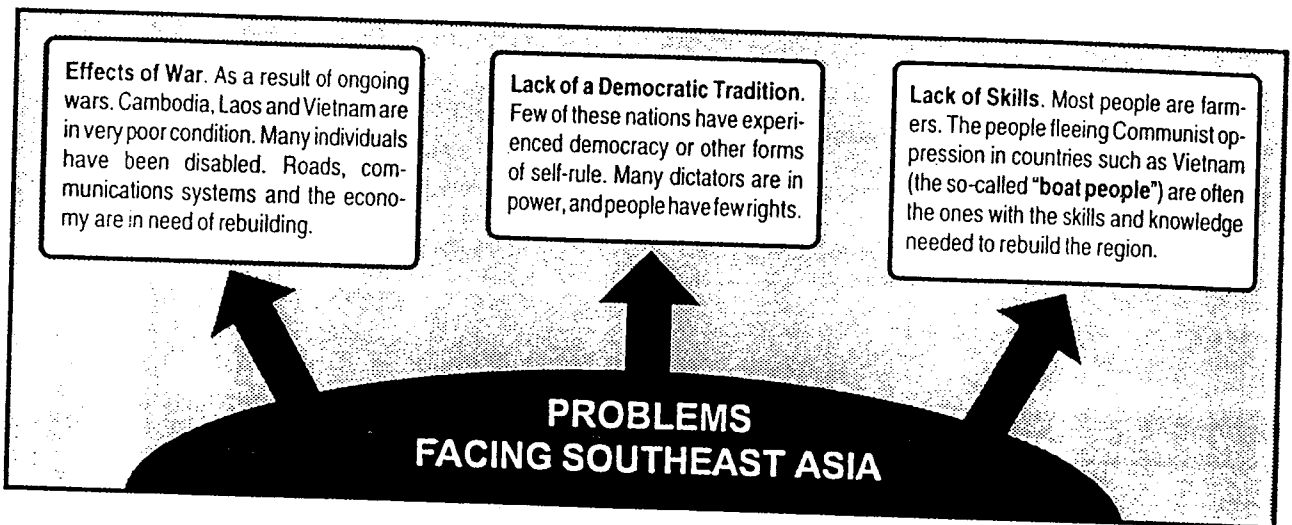 Effects of War. As a result of ongoing
wars. Cambodia, Laos and Vietnam are
in very poor condition. Many individuals
have been disabled. Roads, com-
munications systems and the econo-
my are in need of rebuilding.
Lack of a Democratic Tradition.
Few of these nations have experi-
enced democracy or other forms
of self-rule. Many dictators are in
power, and people have few rights.
Lack of Skills. Most people are farm-
ers. The people fleeing Communist op-
pression in countries such as Vietnam
(the so-called "boat people") are often
the ones with the skills and knowledge
needed to rebuild the region.
PROBLEMS
FACING SOUTHEAST ASIA